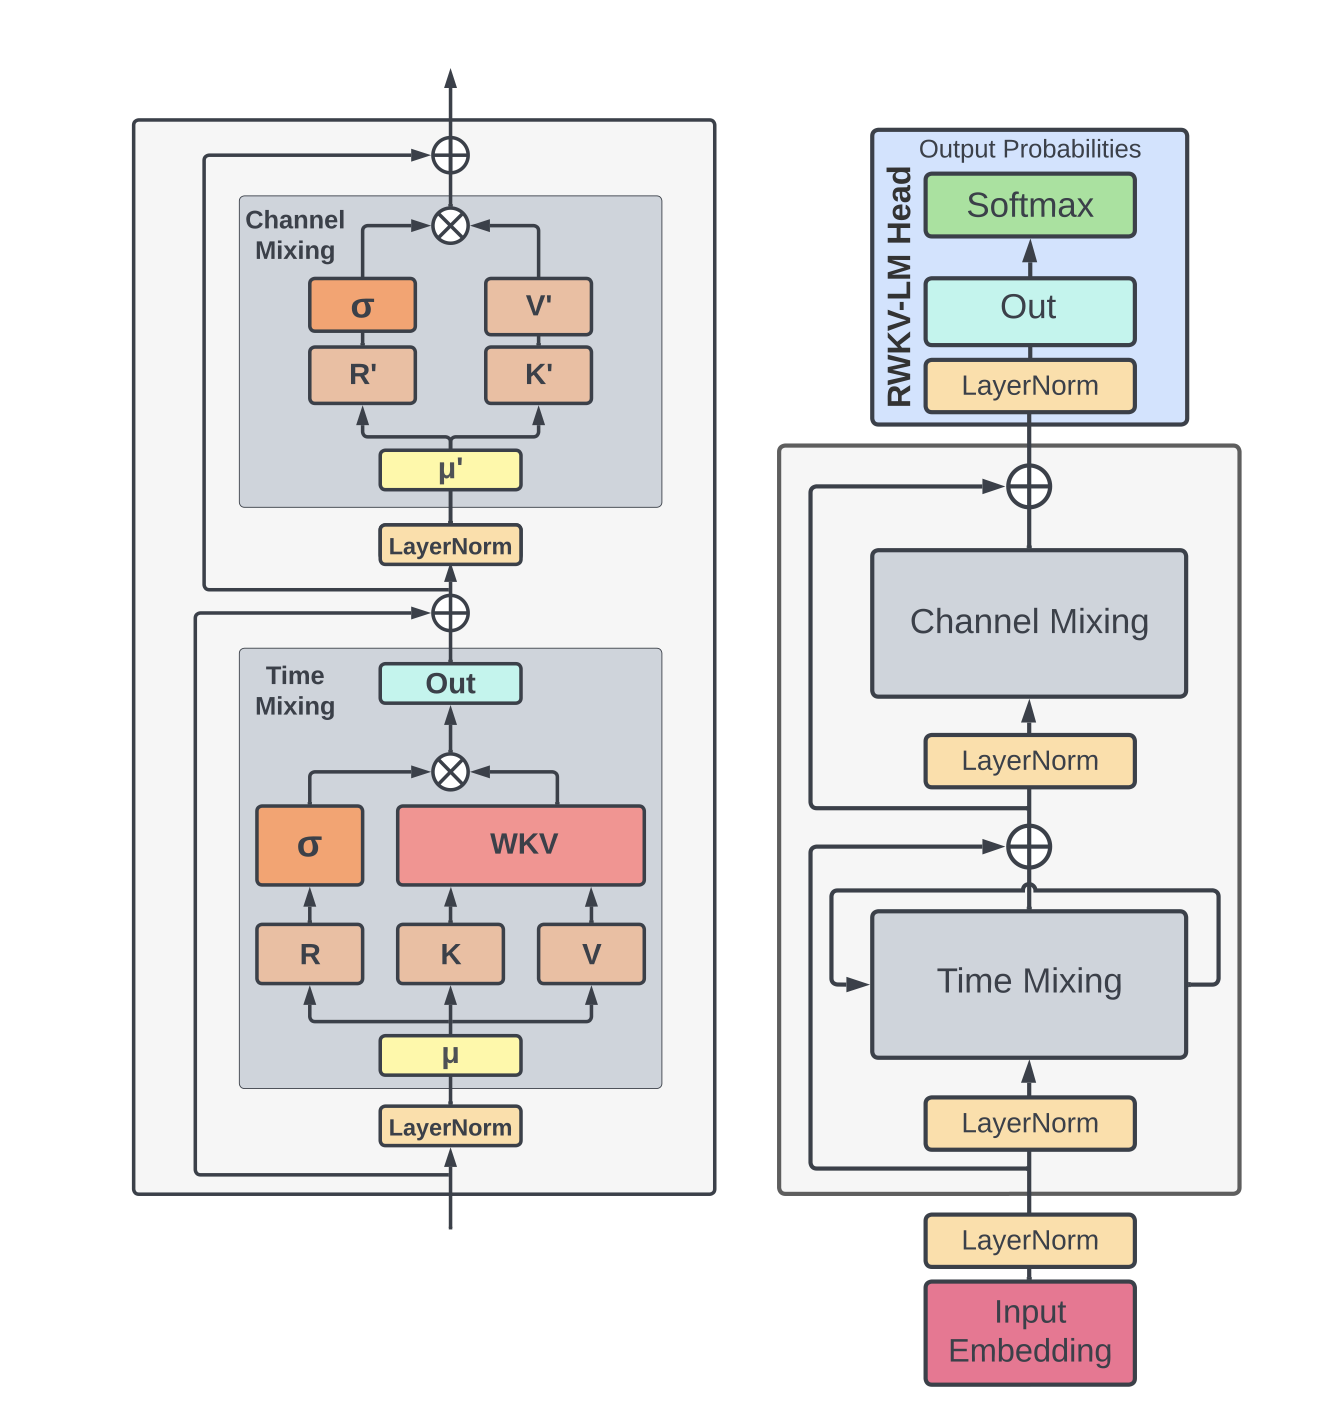 Channel
Mixing
σ
V'
R'
K'
μ'
LayerNorm
Time
Mixing
Out
σ
WKV
R
K
V
μ
LayerNorm
Output Probabilities
RWKV-LM Head
Softmax
Out
LayerNorm
Channel Mixing
LayerNorm
Time Mixing
LayerNorm
LayerNorm
Input
Embedding